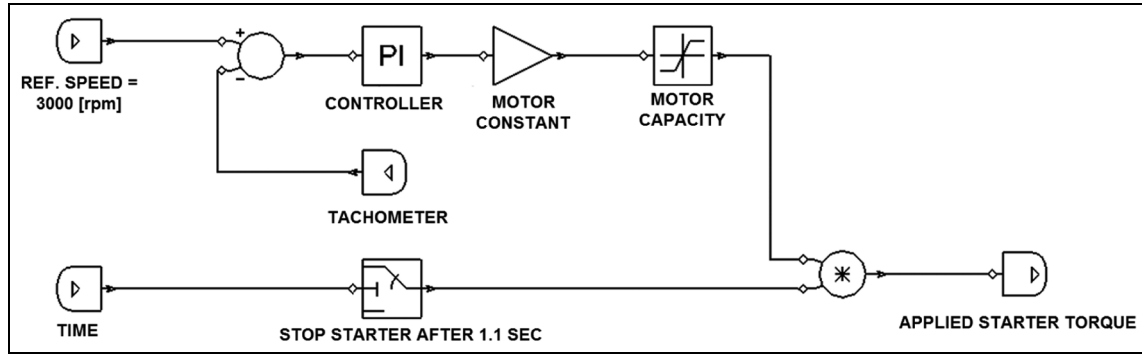 +
−
PI
REF. SPEED =
3000 [rpm]
CONTROLLER
MOTOR
CONSTANT
MOTOR
CAPACITY
TACHOMETER
*
TIME
STOP STARTER AFTER 1.1 SEC
APPLIED STARTER TORQUE